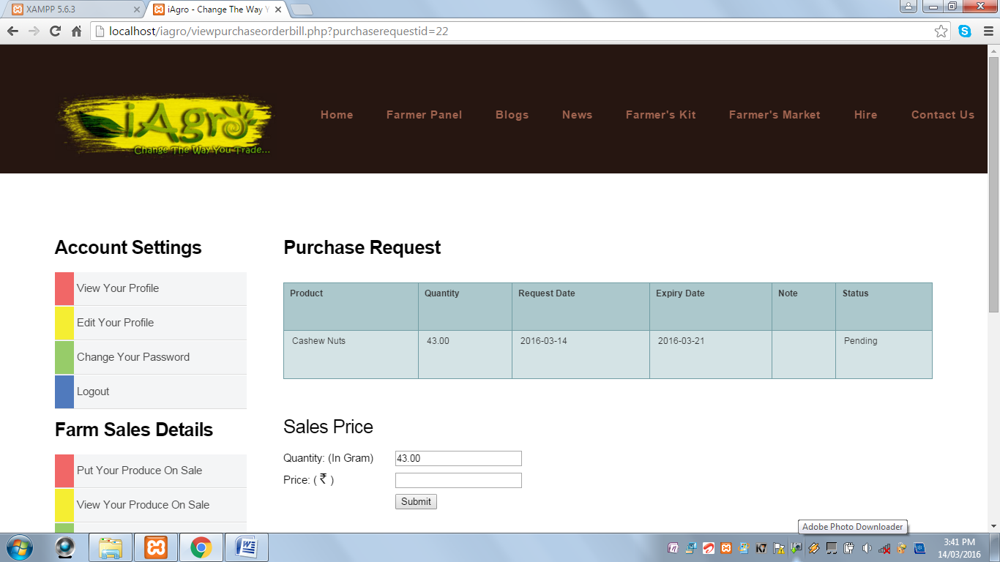 XAMPP 5.6.3
iAgro - Change The Way Y
localhost/iagro/viewpurchaseorderbill.php?purchaserequestid=22
iAgro
Change The Way You Trade...
Home Farmer Panel Blogs News Farmer's Kit Farmer's Market Hire Contact Us
Account Settings
View Your Profile
Edit Your Profile
Change Your Password
Logout
Farm Sales Details
Put Your Produce On Sale
View Your Produce On Sale
Purchase Request
Product Quantity Request Date Expiry Date Note Status
Cashew Nuts 43.00 2016-03-14 2016-03-21 Pending
Sales Price
Quantity: (In Gram) 43.00
Price: ( ₹ )
Submit
Adobe Photo Downloader
K7
3:41 PM
14/03/2016